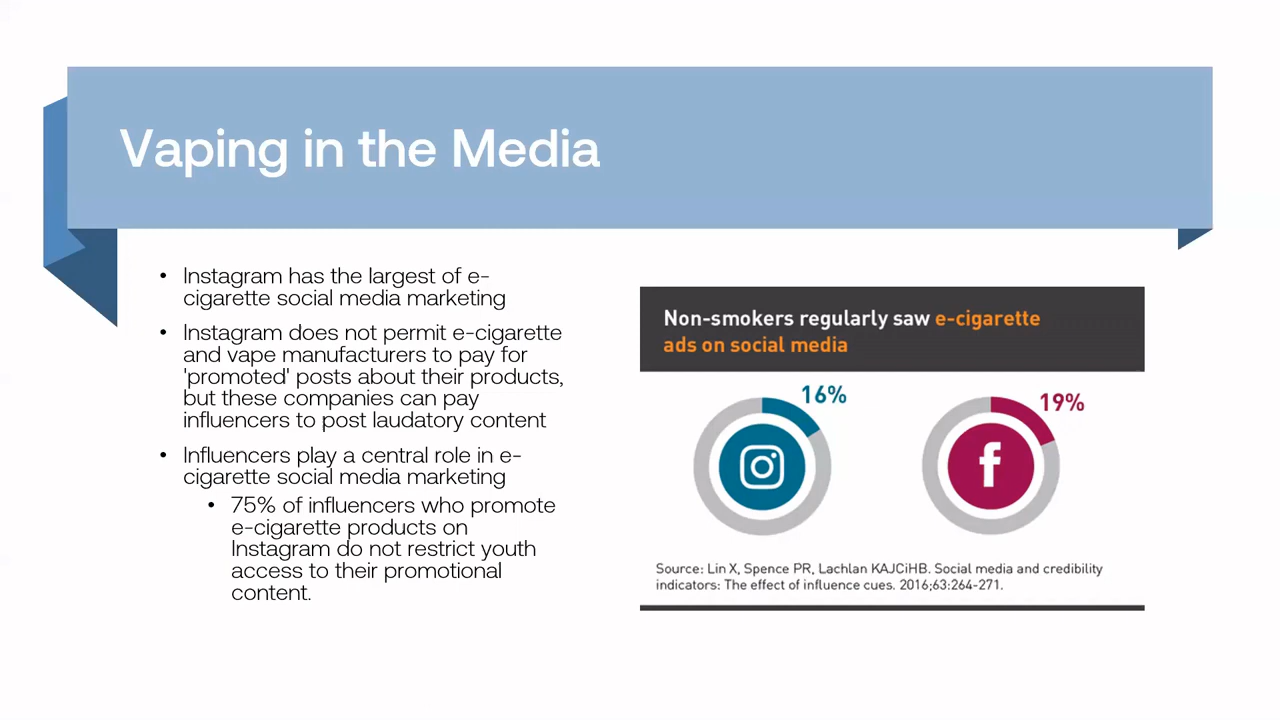 Vaping in the Media
• Instagram has the largest of e-
cigarette social media marketing
• Instagram does not permit e-cigarette
and vape manufacturers to pay for
'promoted' posts about their products,
but these companies can pay
influencers to post laudatory content
• Influencers play a central role in e-
cigarette social media marketing
• 75% of influencers who promote
e-cigarette products on
Instagram do not restrict youth
access to their promotional
content.
Non-smokers regularly saw e-cigarette
ads on social media
16%
19%
Source: Lin X, Spence PR, Lachlan KAJCiHB. Social media and credibility
indicators: The effect of influence cues. 2016;63:264-271.